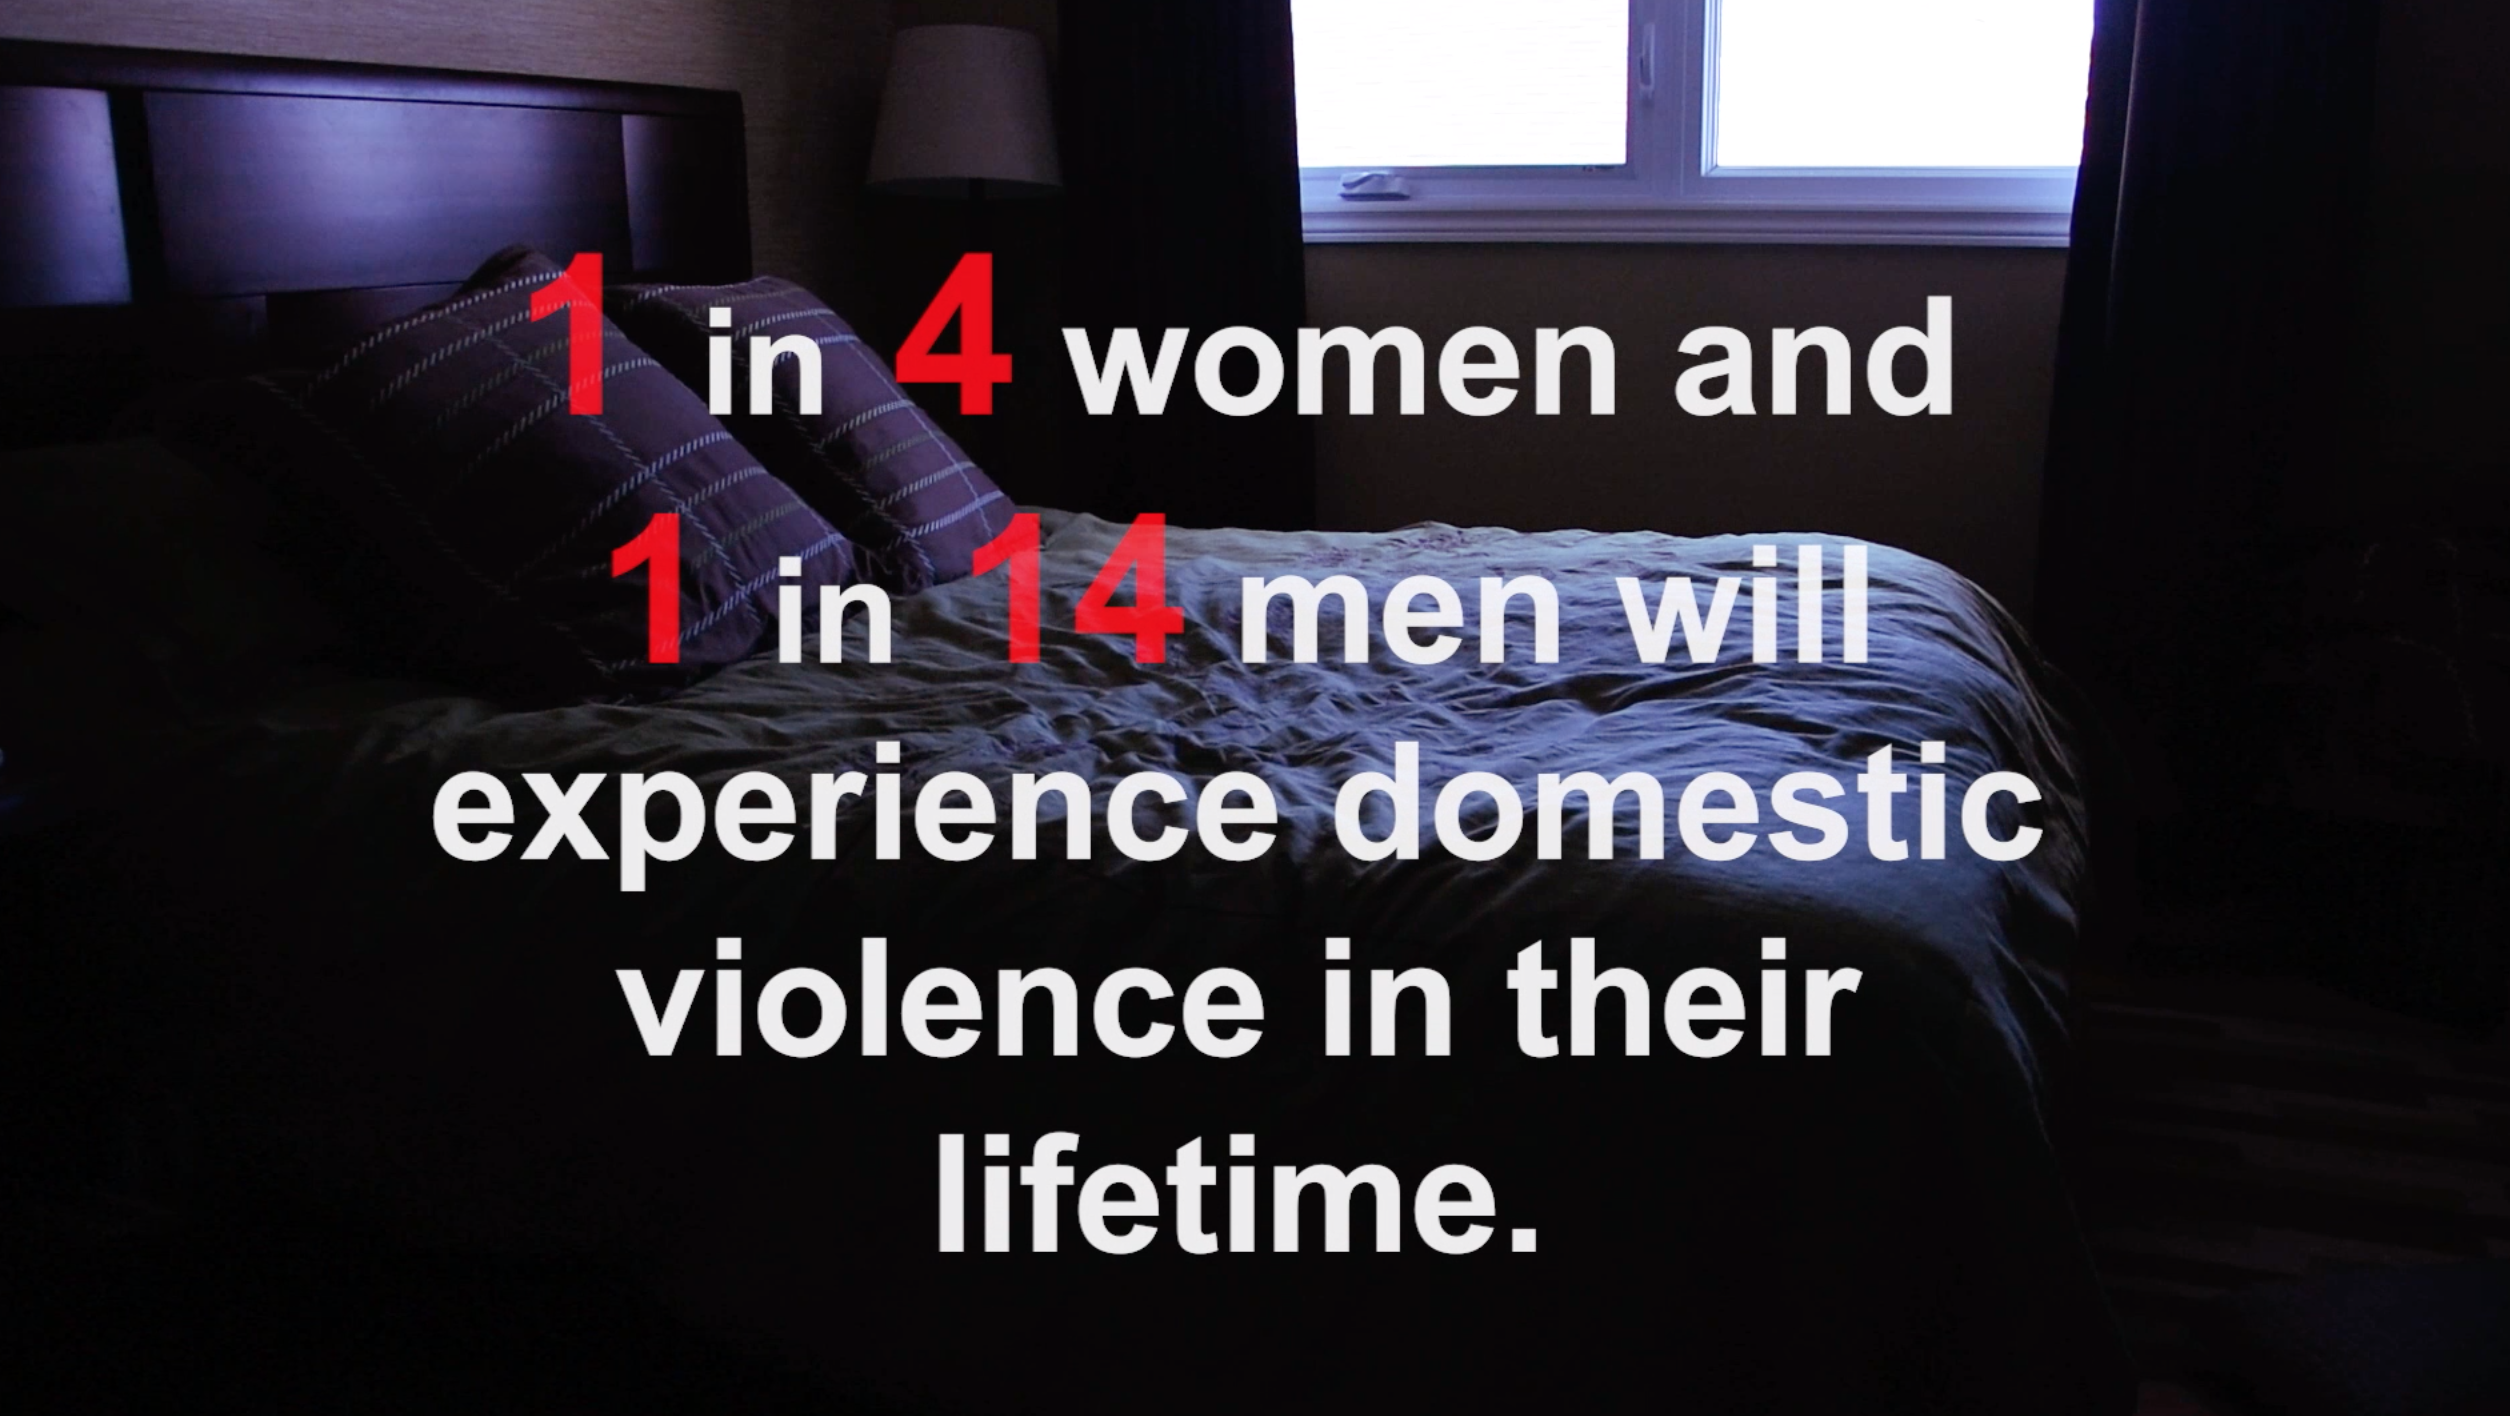 1 in 4 women and
1 in 14 men will
experience domestic
violence in their
lifetime.